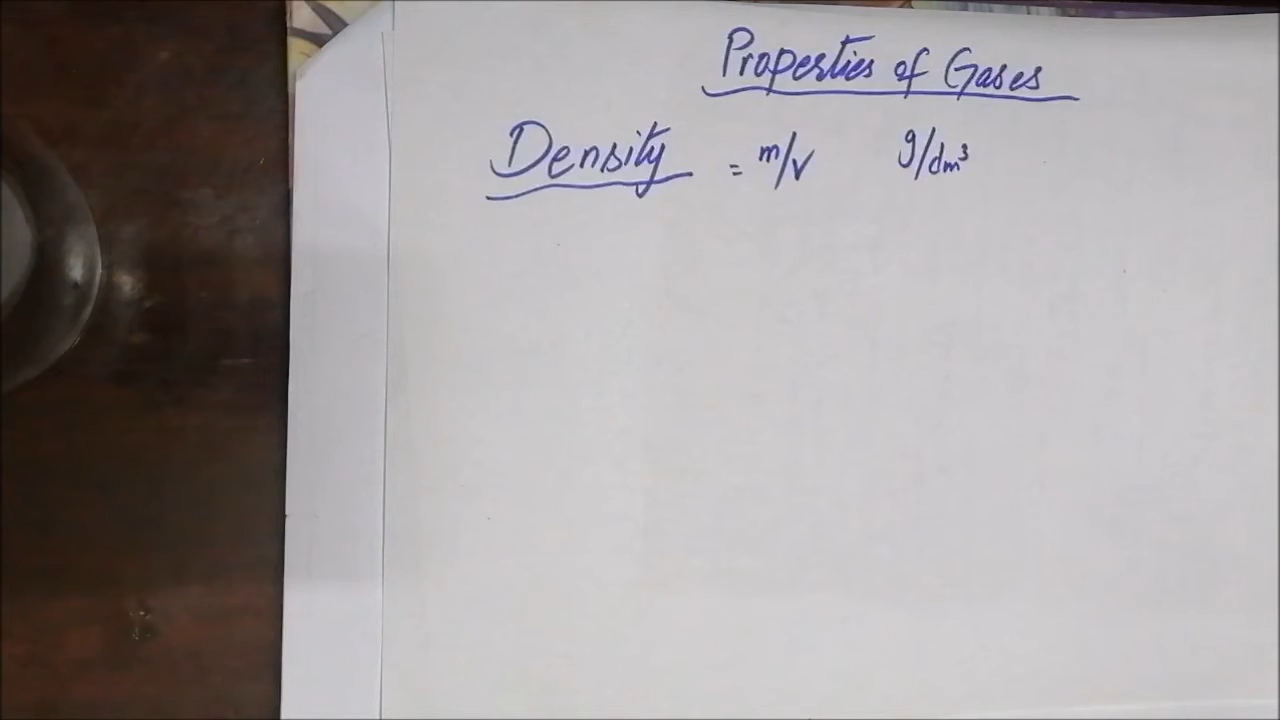 Properties of Gases
Density = m/v g/dm³